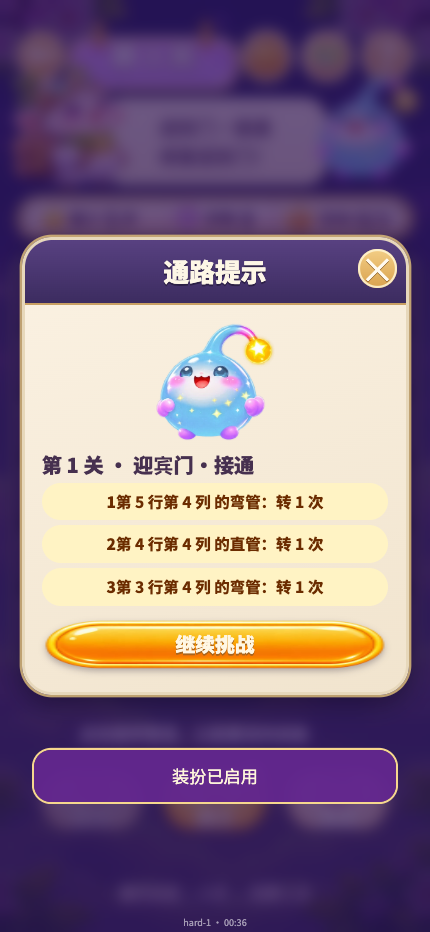 通路提示
第 1 关 · 迎宾门·接通
1第 5 行第 4 列 的弯管：转 1 次
2第 4 行第 4 列 的直管：转 1 次
3第 3 行第 4 列 的弯管：转 1 次
继续挑战
装扮已启用
hard-1 · 00:36